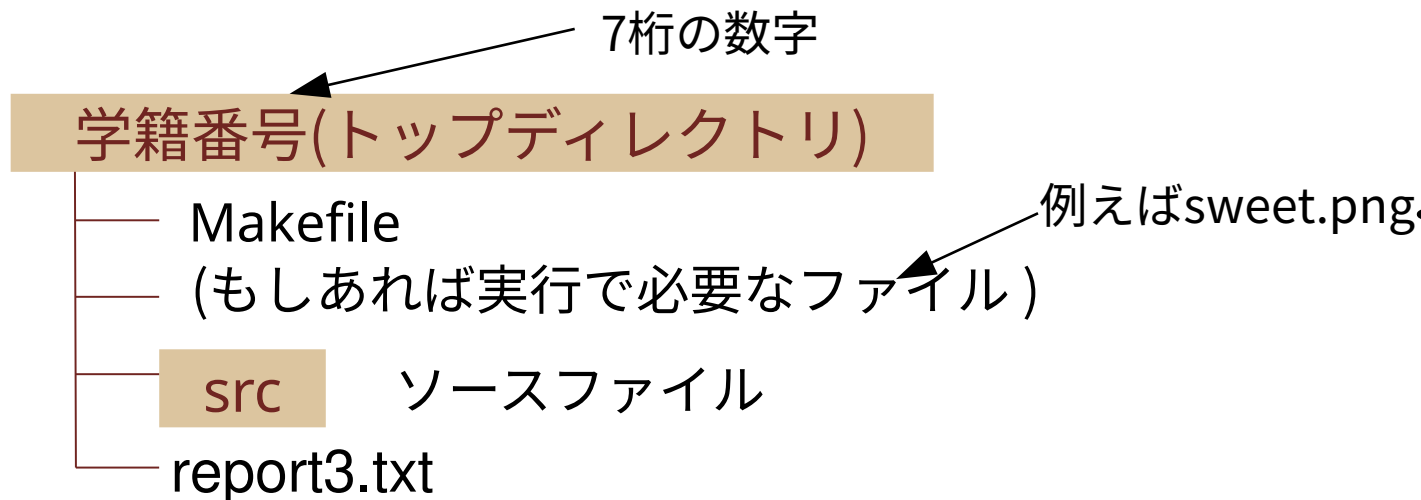 7桁の数字
学籍番号(トップディレクトリ)
Makefile
例えばsweet.png
(もしあれば実行で必要なファイル )
src ソースファイル
report3.txt